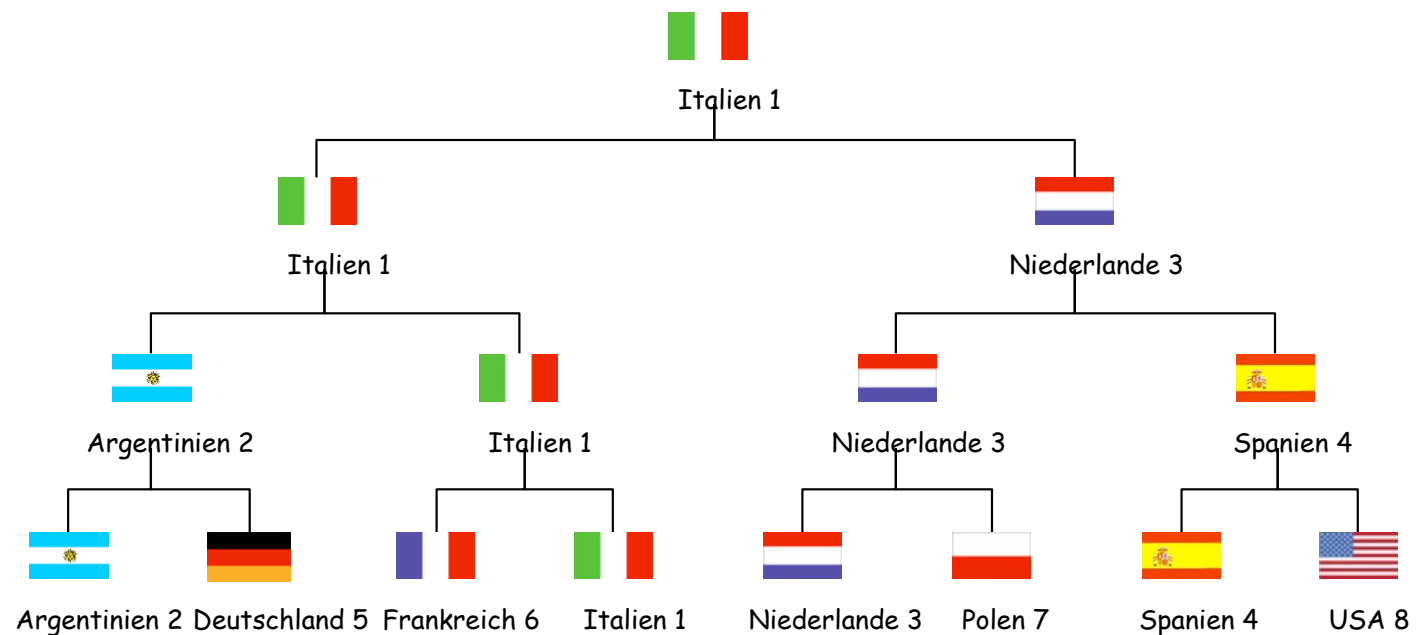 Italien 1
Italien 1 Niederlande 3
Argentinien 2 Italien 1 Niederlande 3 Spanien 4
Argentinien 2 Deutschland 5 Frankreich 6 Italien 1 Niederlande 3 Polen 7 Spanien 4 USA 8